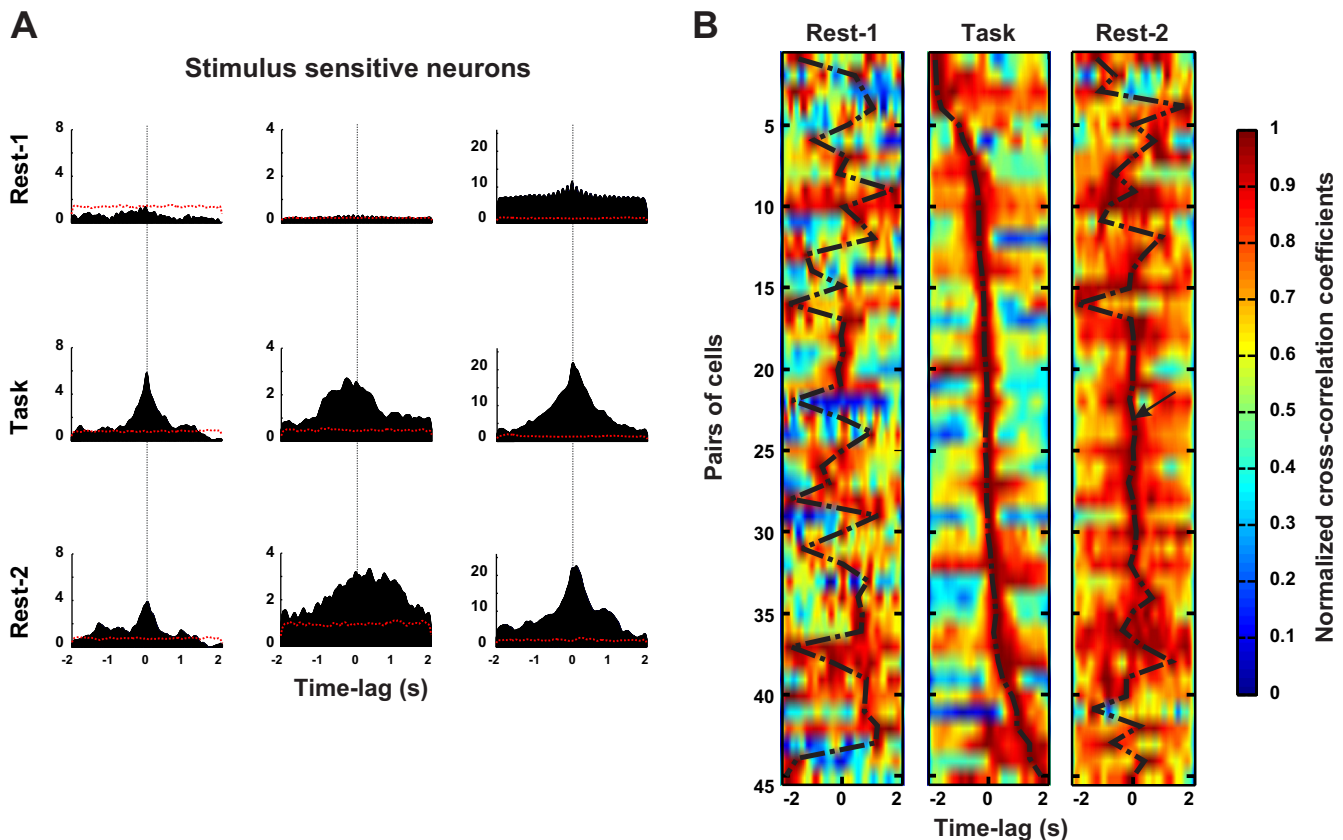 A
Stimulus sensitive neurons
Rest-1
8
4
0
4
2
0
20
10
0
Task
8
6
4
2
0
4
2
0
20
10
0
Rest-2
8
4
0
4
2
0
20
10
0
-2 -1 0 1 2
-2 -1 0 1 2
-2 -1 0 1 2
Time-lag (s)
B
Rest-1 Task Rest-2
Pairs of cells
5
10
15
20
25
30
35
40
45
-2 0 2
-2 0 2
-2 0 2
Time-lag (s)
1
0.9
0.8
0.7
0.6
0.5
0.4
0.3
0.2
0.1
0
Normalized cross-correlation coefficients